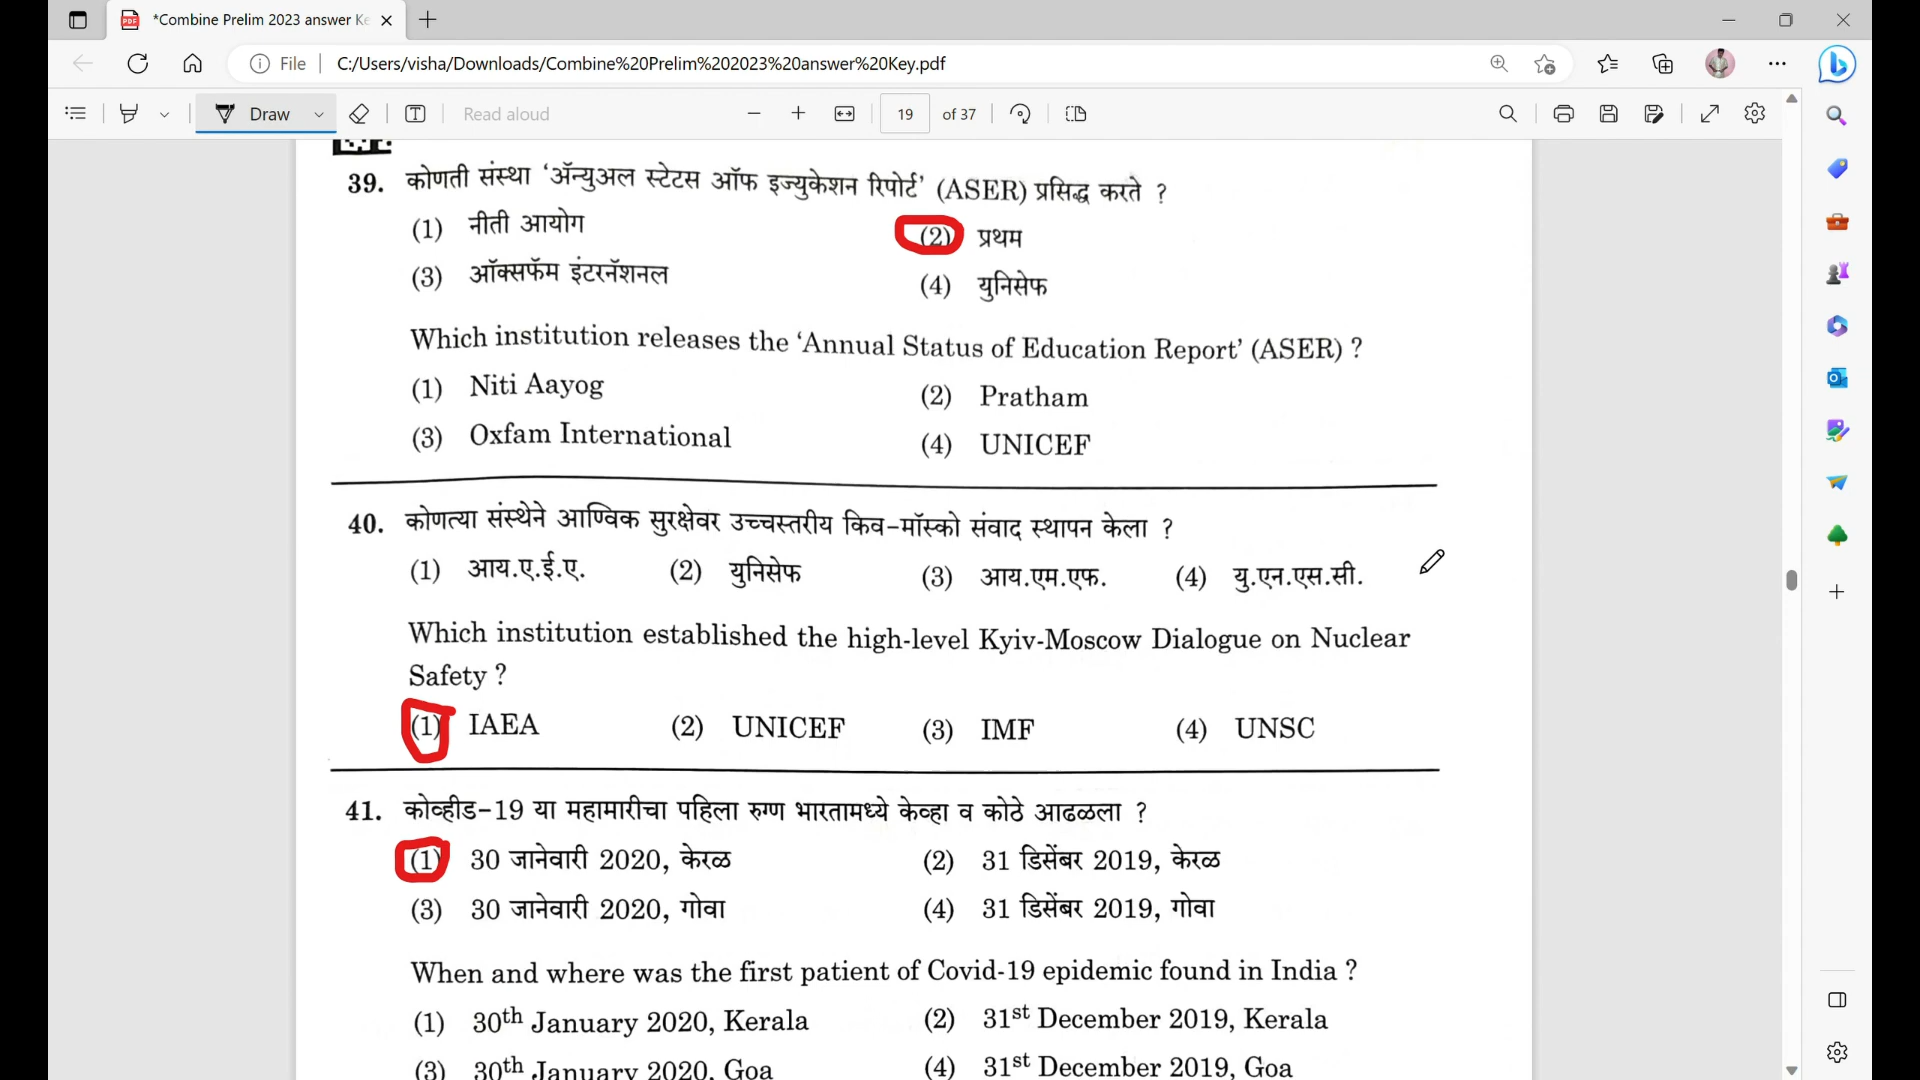 *Combine Prelim 2023 answer Ke
File
C:/Users/visha/Downloads/Combine%20Prelim%202023%20answer%20Key.pdf
Draw
Read aloud
19 of 37
39. कोणती संस्था ‘ॲन्युअल स्टेटस ऑफ इज्युकेशन रिपोर्ट’ (ASER) प्रसिद्ध करते ?
(1) नीती आयोग (2) प्रथम
(3) ऑक्सफॅम इंटरनॅशनल (4) युनिसेफ
Which institution releases the ‘Annual Status of Education Report’ (ASER) ?
(1) Niti Aayog (2) Pratham
(3) Oxfam International (4) UNICEF
40. कोणत्या संस्थेने आण्विक सुरक्षेवर उच्चस्तरीय किव-मॉस्को संवाद स्थापन केला ?
(1) आय.ए.ई.ए. (2) युनिसेफ (3) आय.एम.एफ. (4) यु.एन.एस.सी.
Which institution established the high-level Kyiv-Moscow Dialogue on Nuclear
Safety ?
(1) IAEA (2) UNICEF (3) IMF (4) UNSC
41. कोव्हीड-19 या महामारीचा पहिला रुग्ण भारतामध्ये केव्हा व कोठे आढळला ?
(1) 30 जानेवारी 2020, केरळ (2) 31 डिसेंबर 2019, केरळ
(3) 30 जानेवारी 2020, गोवा (4) 31 डिसेंबर 2019, गोवा
When and where was the first patient of Covid-19 epidemic found in India ?
(1) 30th January 2020, Kerala (2) 31st December 2019, Kerala
(3) 30th January 2020, Goa (4) 31st December 2019, Goa